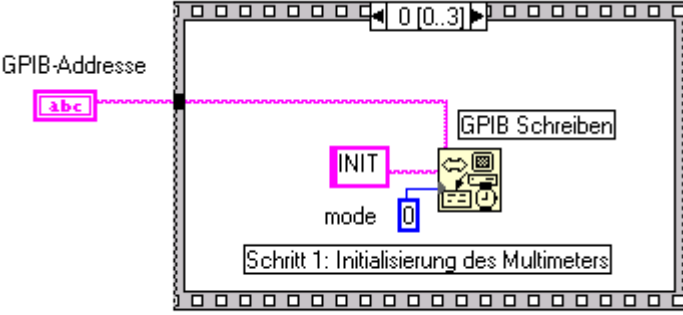 0 [0..3]
GPIB-Addresse
abc
GPIB Schreiben
INIT
mode 0
Schritt 1: Initialisierung des Multimeters